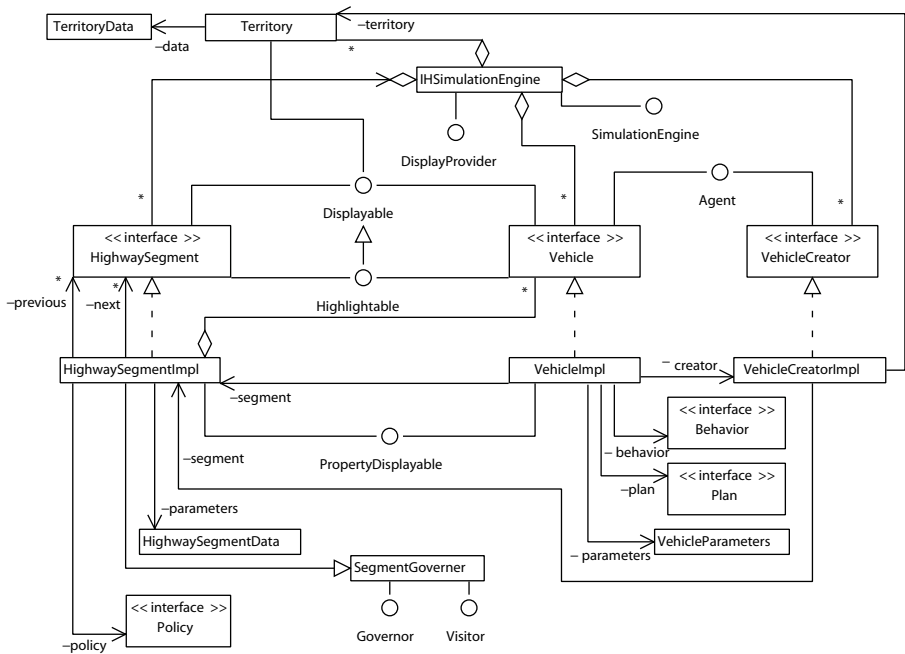 TerritoryData
Territory
–territory
–data
*
IHSimulationEngine
SimulationEngine
DisplayProvider
Agent
*
*
*
Displayable
<< interface >>
HighwaySegment
<< interface >>
Vehicle
<< interface >>
VehicleCreator
*
*
*
–previous
–next
Highlightable
HighwaySegmentImpl
VehicleImpl
– creator
VehicleCreatorImpl
–segment
<< interface >>
Behavior
– behavior
–segment
PropertyDisplayable
<< interface >>
Plan
–plan
–parameters
HighwaySegmentData
VehicleParameters
– parameters
SegmentGoverner
<< interface >>
Policy
–policy
Governor
Visitor